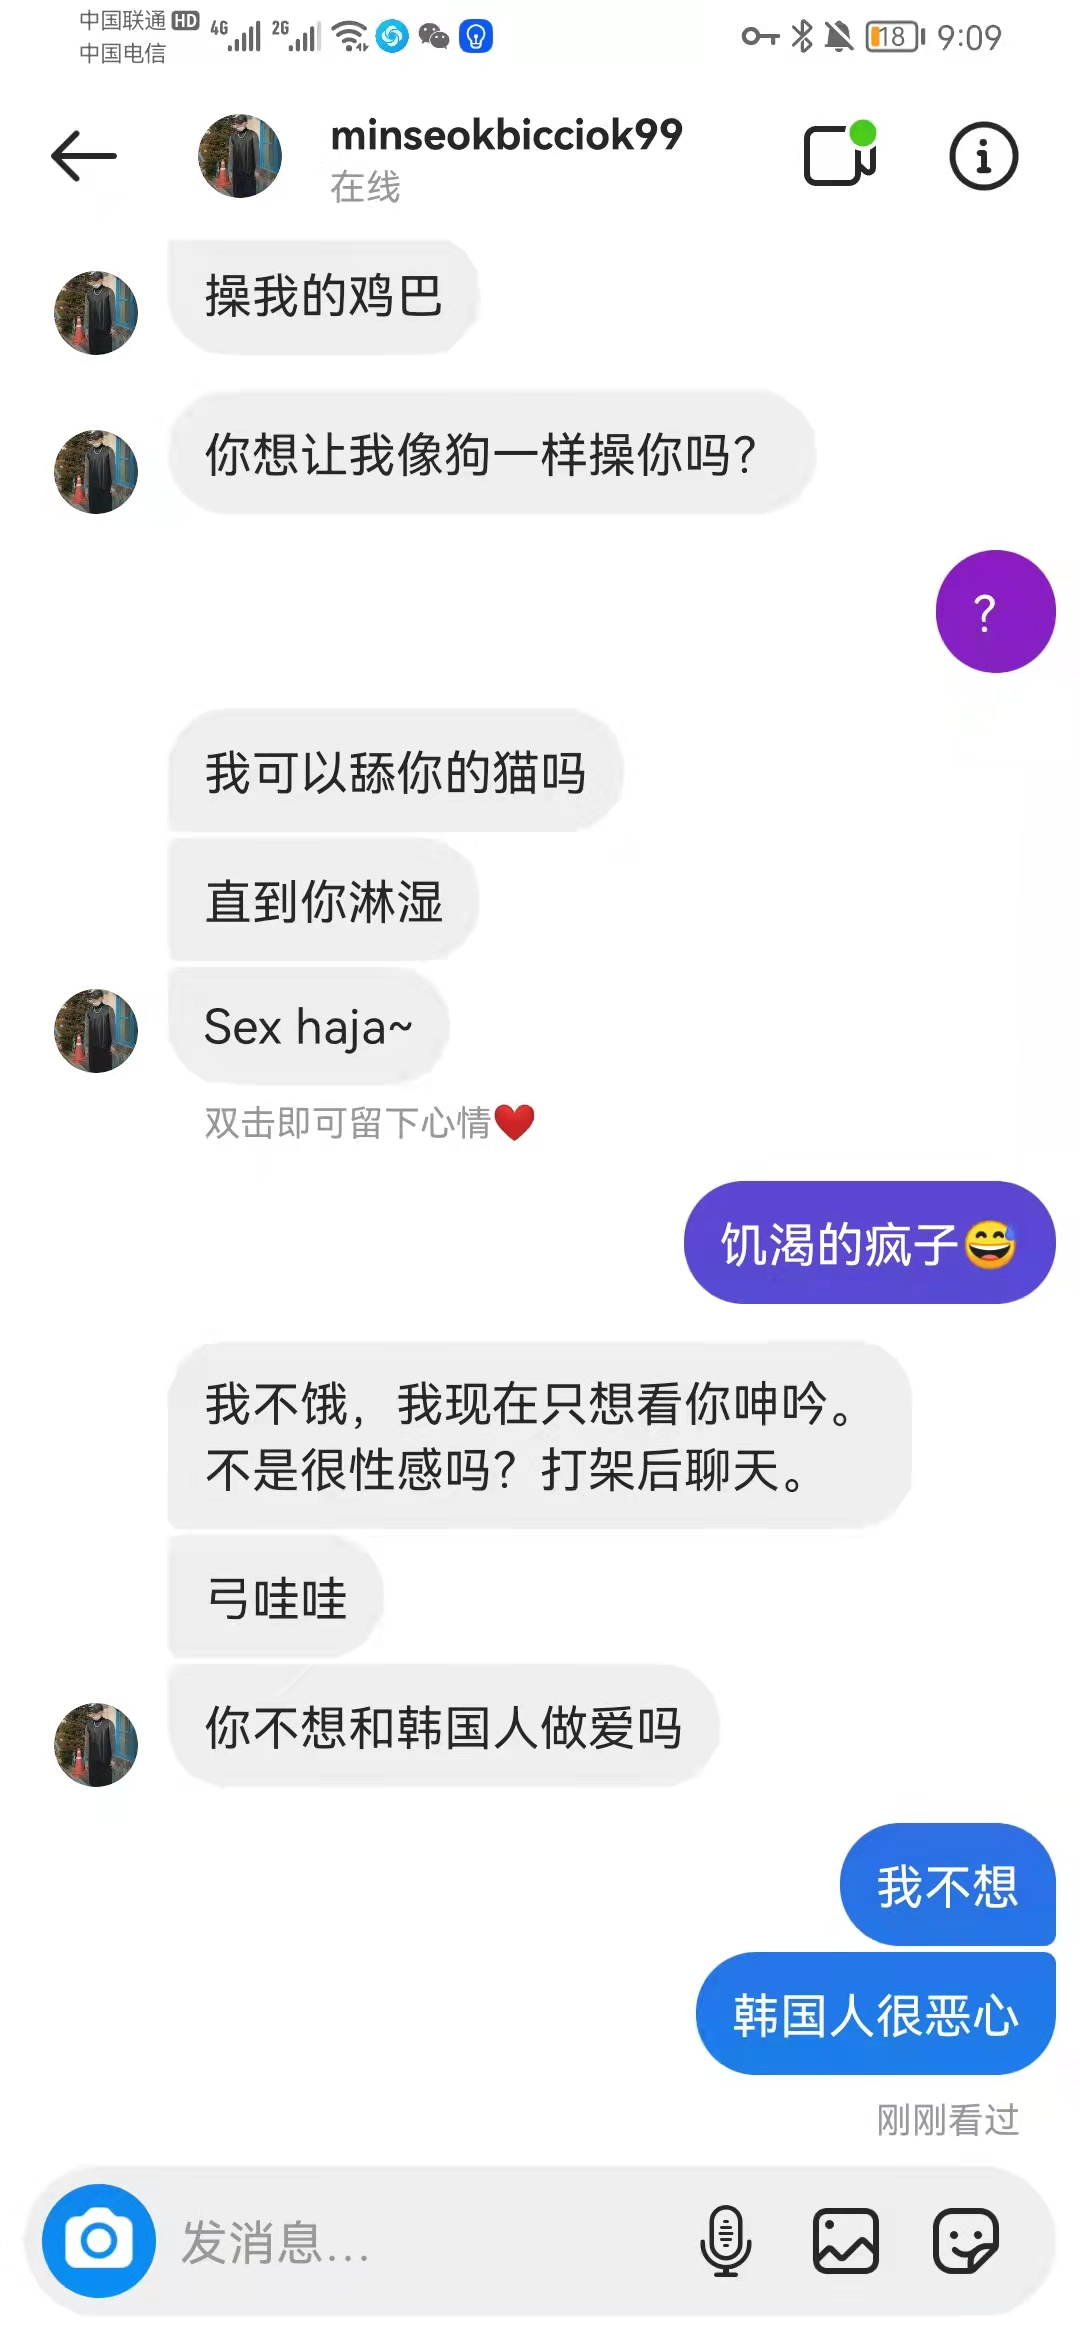 中国联通 HD 4G 2G
中国电信
18 9:09
minseokbicciok99
在线
操我的鸡巴
你想让我像狗一样操你吗？
？
我可以舔你的猫吗
直到你淋湿
Sex haja~
双击即可留下心情❤️
饥渴的疯子😅
我不饿，我现在只想看你呻吟。
不是很性感吗？打架后聊天。
弓哇哇
你不想和韩国人做爱吗
我不想
韩国人很恶心
刚刚看过
发消息...